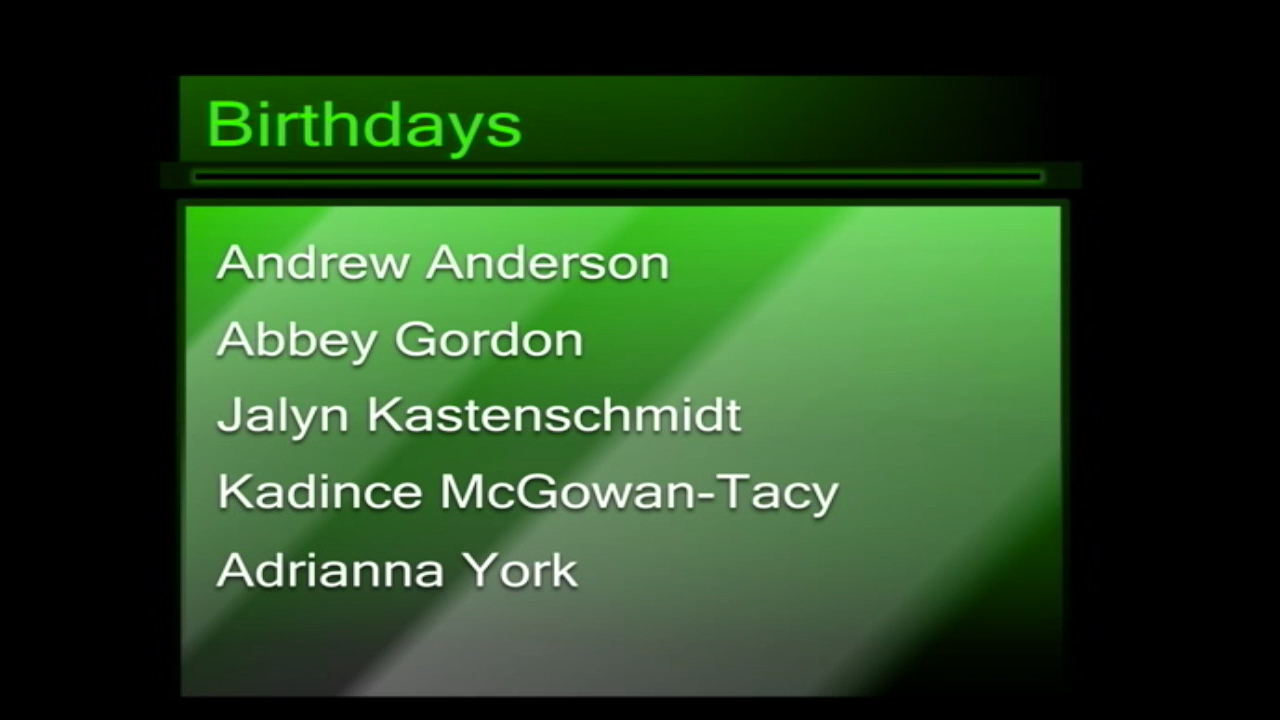 Birthdays
Andrew Anderson
Abbey Gordon
Jalyn Kastenschmidt
Kadince McGowan-Tacy
Adrianna York